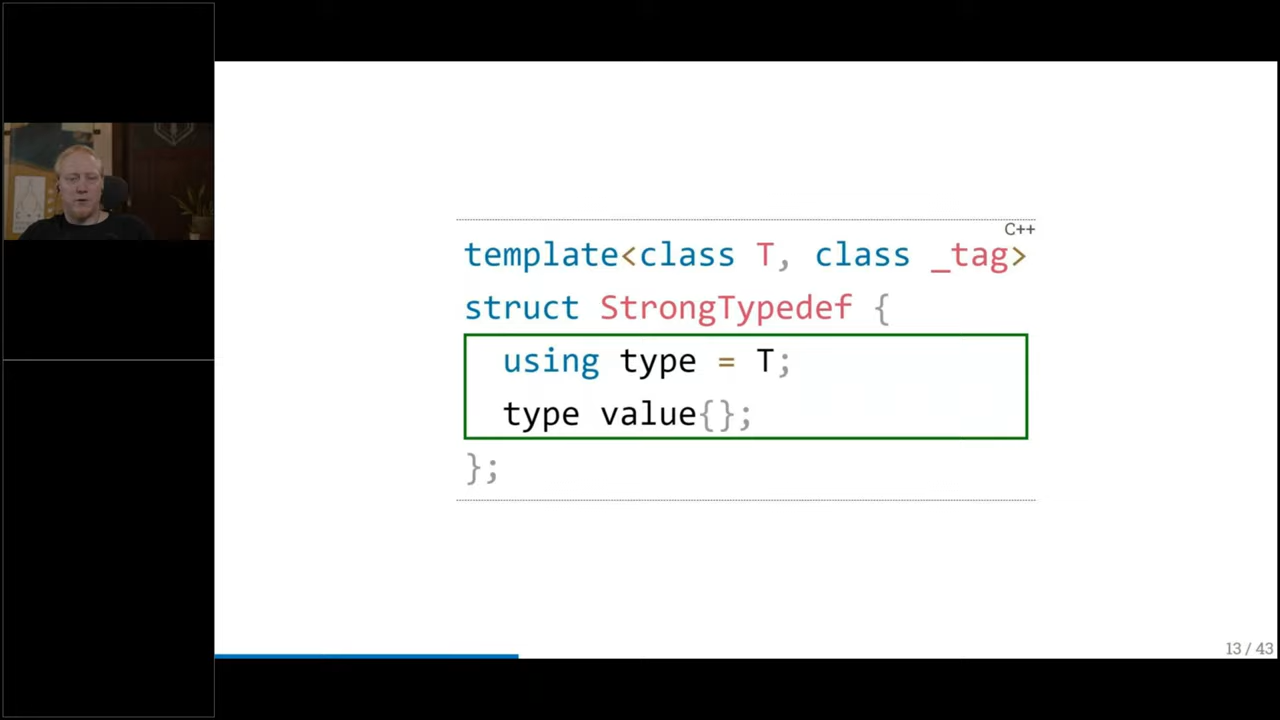 C++
template<class T, class _tag>
struct StrongTypedef {
using type = T;
type value{};
};
13 / 43